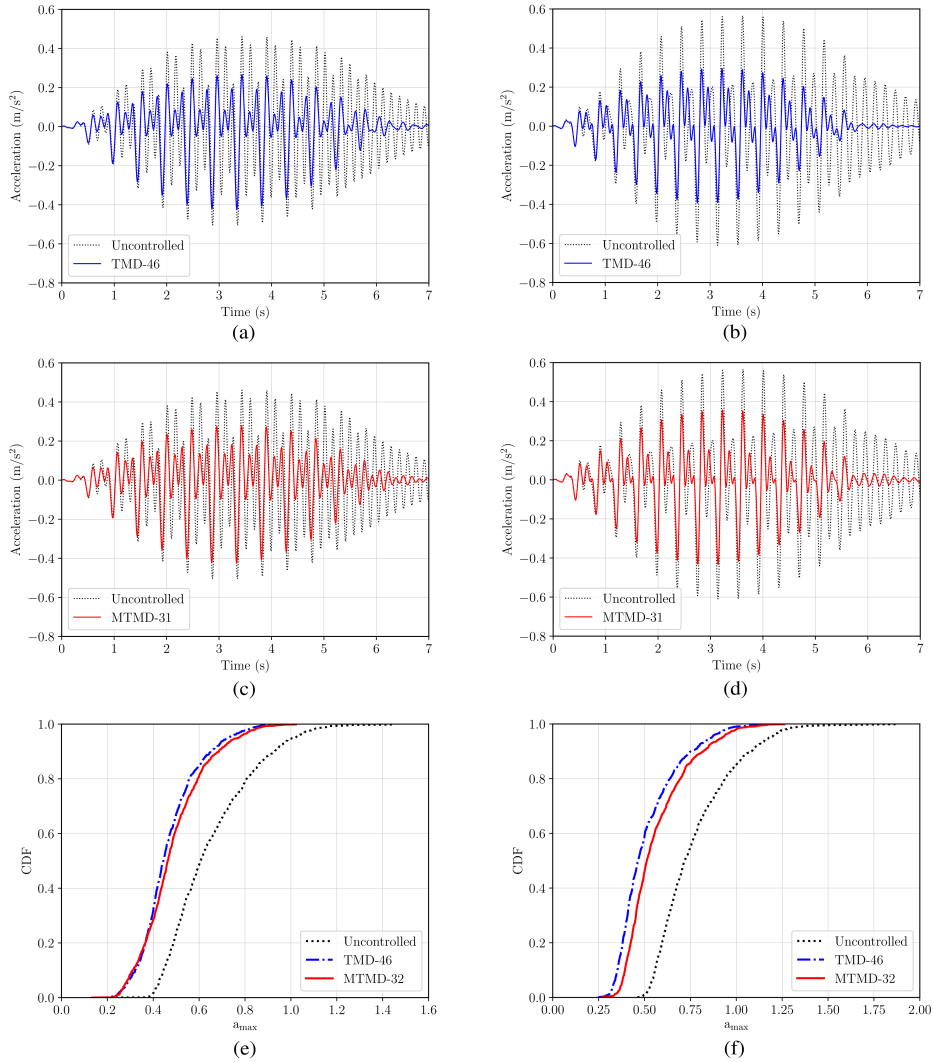 0.6
0.4
0.2
0.0
−0.2
−0.4
−0.6
−0.8
Acceleration (m/s²)
Uncontrolled
TMD-46
0 1 2 3 4 5 6 7
Time (s)
(a)
0.6
0.4
0.2
0.0
−0.2
−0.4
−0.6
−0.8
Acceleration (m/s²)
Uncontrolled
TMD-46
0 1 2 3 4 5 6 7
Time (s)
(b)
0.6
0.4
0.2
0.0
−0.2
−0.4
−0.6
−0.8
Acceleration (m/s²)
Uncontrolled
MTMD-31
0 1 2 3 4 5 6 7
Time (s)
(c)
0.6
0.4
0.2
0.0
−0.2
−0.4
−0.6
−0.8
Acceleration (m/s²)
Uncontrolled
MTMD-31
0 1 2 3 4 5 6 7
Time (s)
(d)
1.0
0.8
0.6
0.4
0.2
0.0
CDF
Uncontrolled
TMD-46
MTMD-32
0.0 0.2 0.4 0.6 0.8 1.0 1.2 1.4 1.6
a_max
(e)
1.0
0.8
0.6
0.4
0.2
0.0
CDF
Uncontrolled
TMD-46
MTMD-32
0.00 0.25 0.50 0.75 1.00 1.25 1.50 1.75 2.00
a_max
(f)